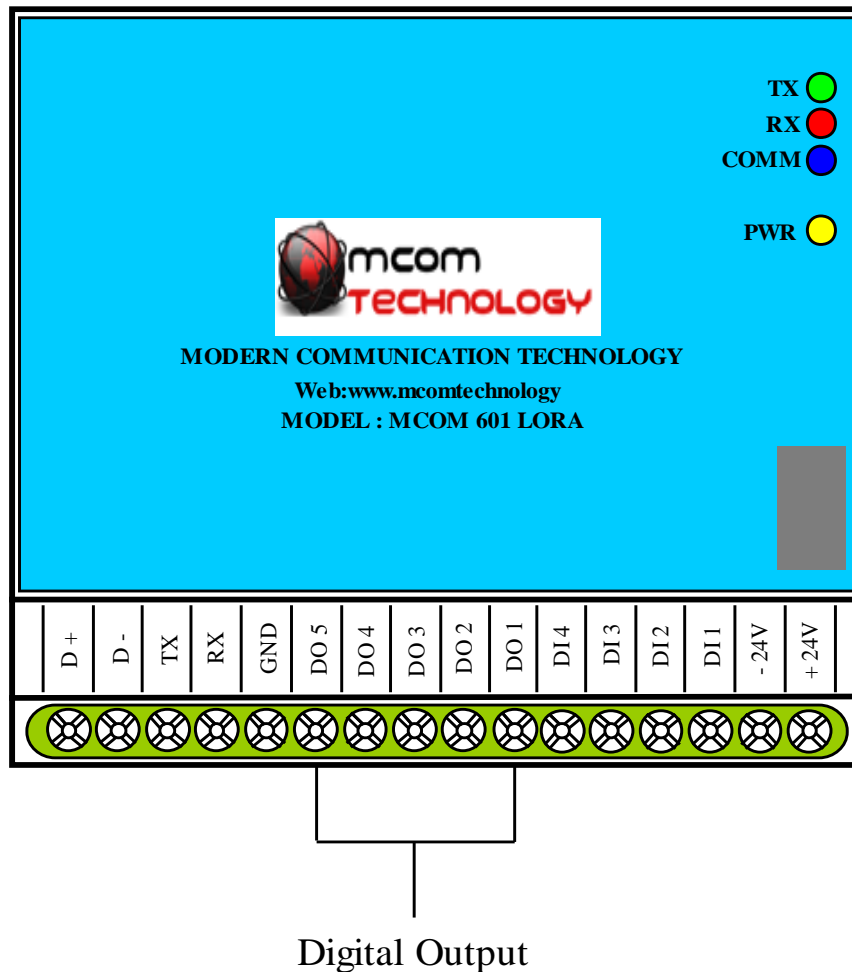 TX
RX
COMM
PWR
mcom
TECHNOLOGY
MODERN COMMUNICATION TECHNOLOGY
Web:www.mcomtechnology
MODEL : MCOM 601 LORA
D + D - TX RX GND DO 5 DO 4 DO 3 DO 2 DO 1 DI 4 DI 3 DI 2 DI 1 - 24V + 24V
Digital Output